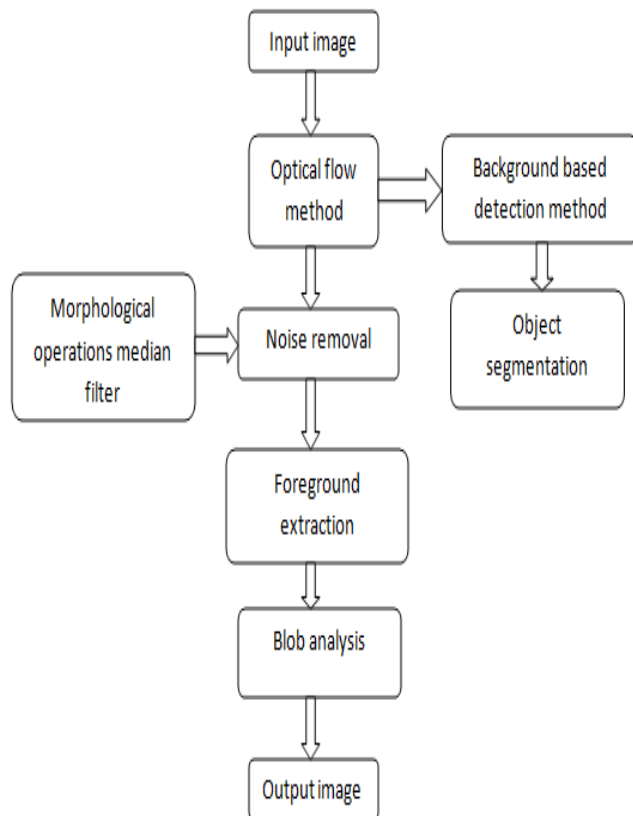 Input image
Optical flow
method
Background based
detection method
Morphological
operations median
filter
Noise removal
Object
segmentation
Foreground
extraction
Blob analysis
Output image